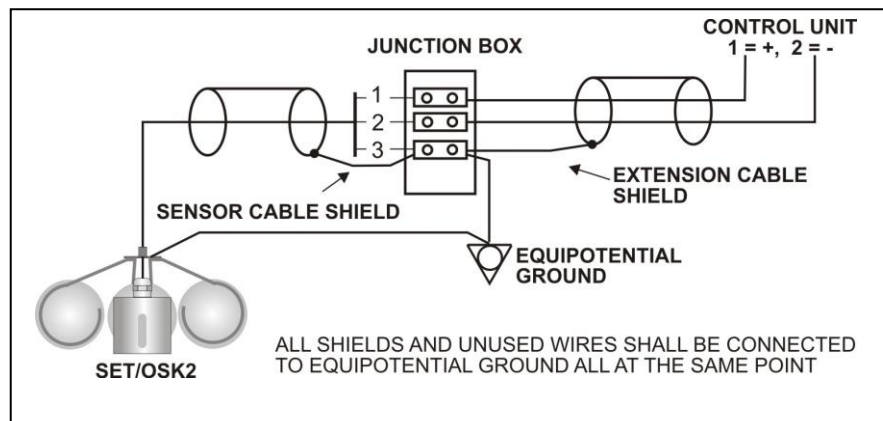 CONTROL UNIT
1 = +, 2 = -
JUNCTION BOX
1
2
3
SENSOR CABLE SHIELD
EXTENSION CABLE
SHIELD
EQUIPOTENTIAL
GROUND
SET/OSK2
ALL SHIELDS AND UNUSED WIRES SHALL BE CONNECTED
TO EQUIPOTENTIAL GROUND ALL AT THE SAME POINT